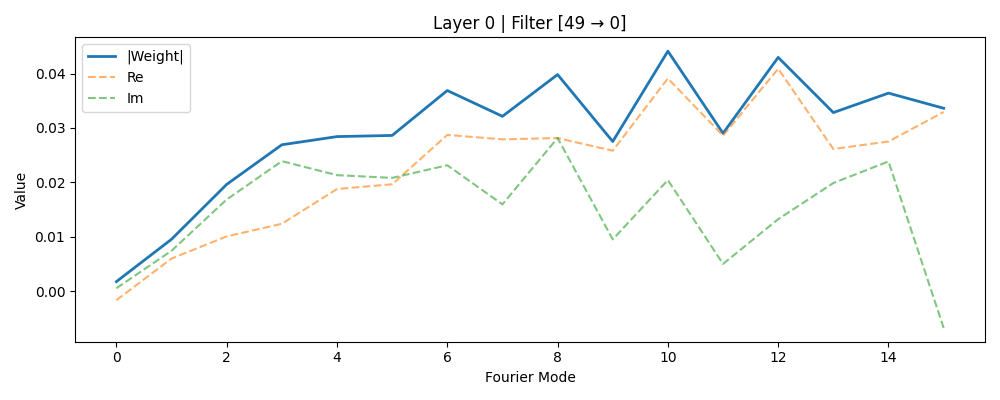 Layer 0 | Filter [49 → 0]
|Weight|
Re
Im
0.04
0.03
0.02
0.01
0.00
Value
0 2 4 6 8 10 12 14
Fourier Mode